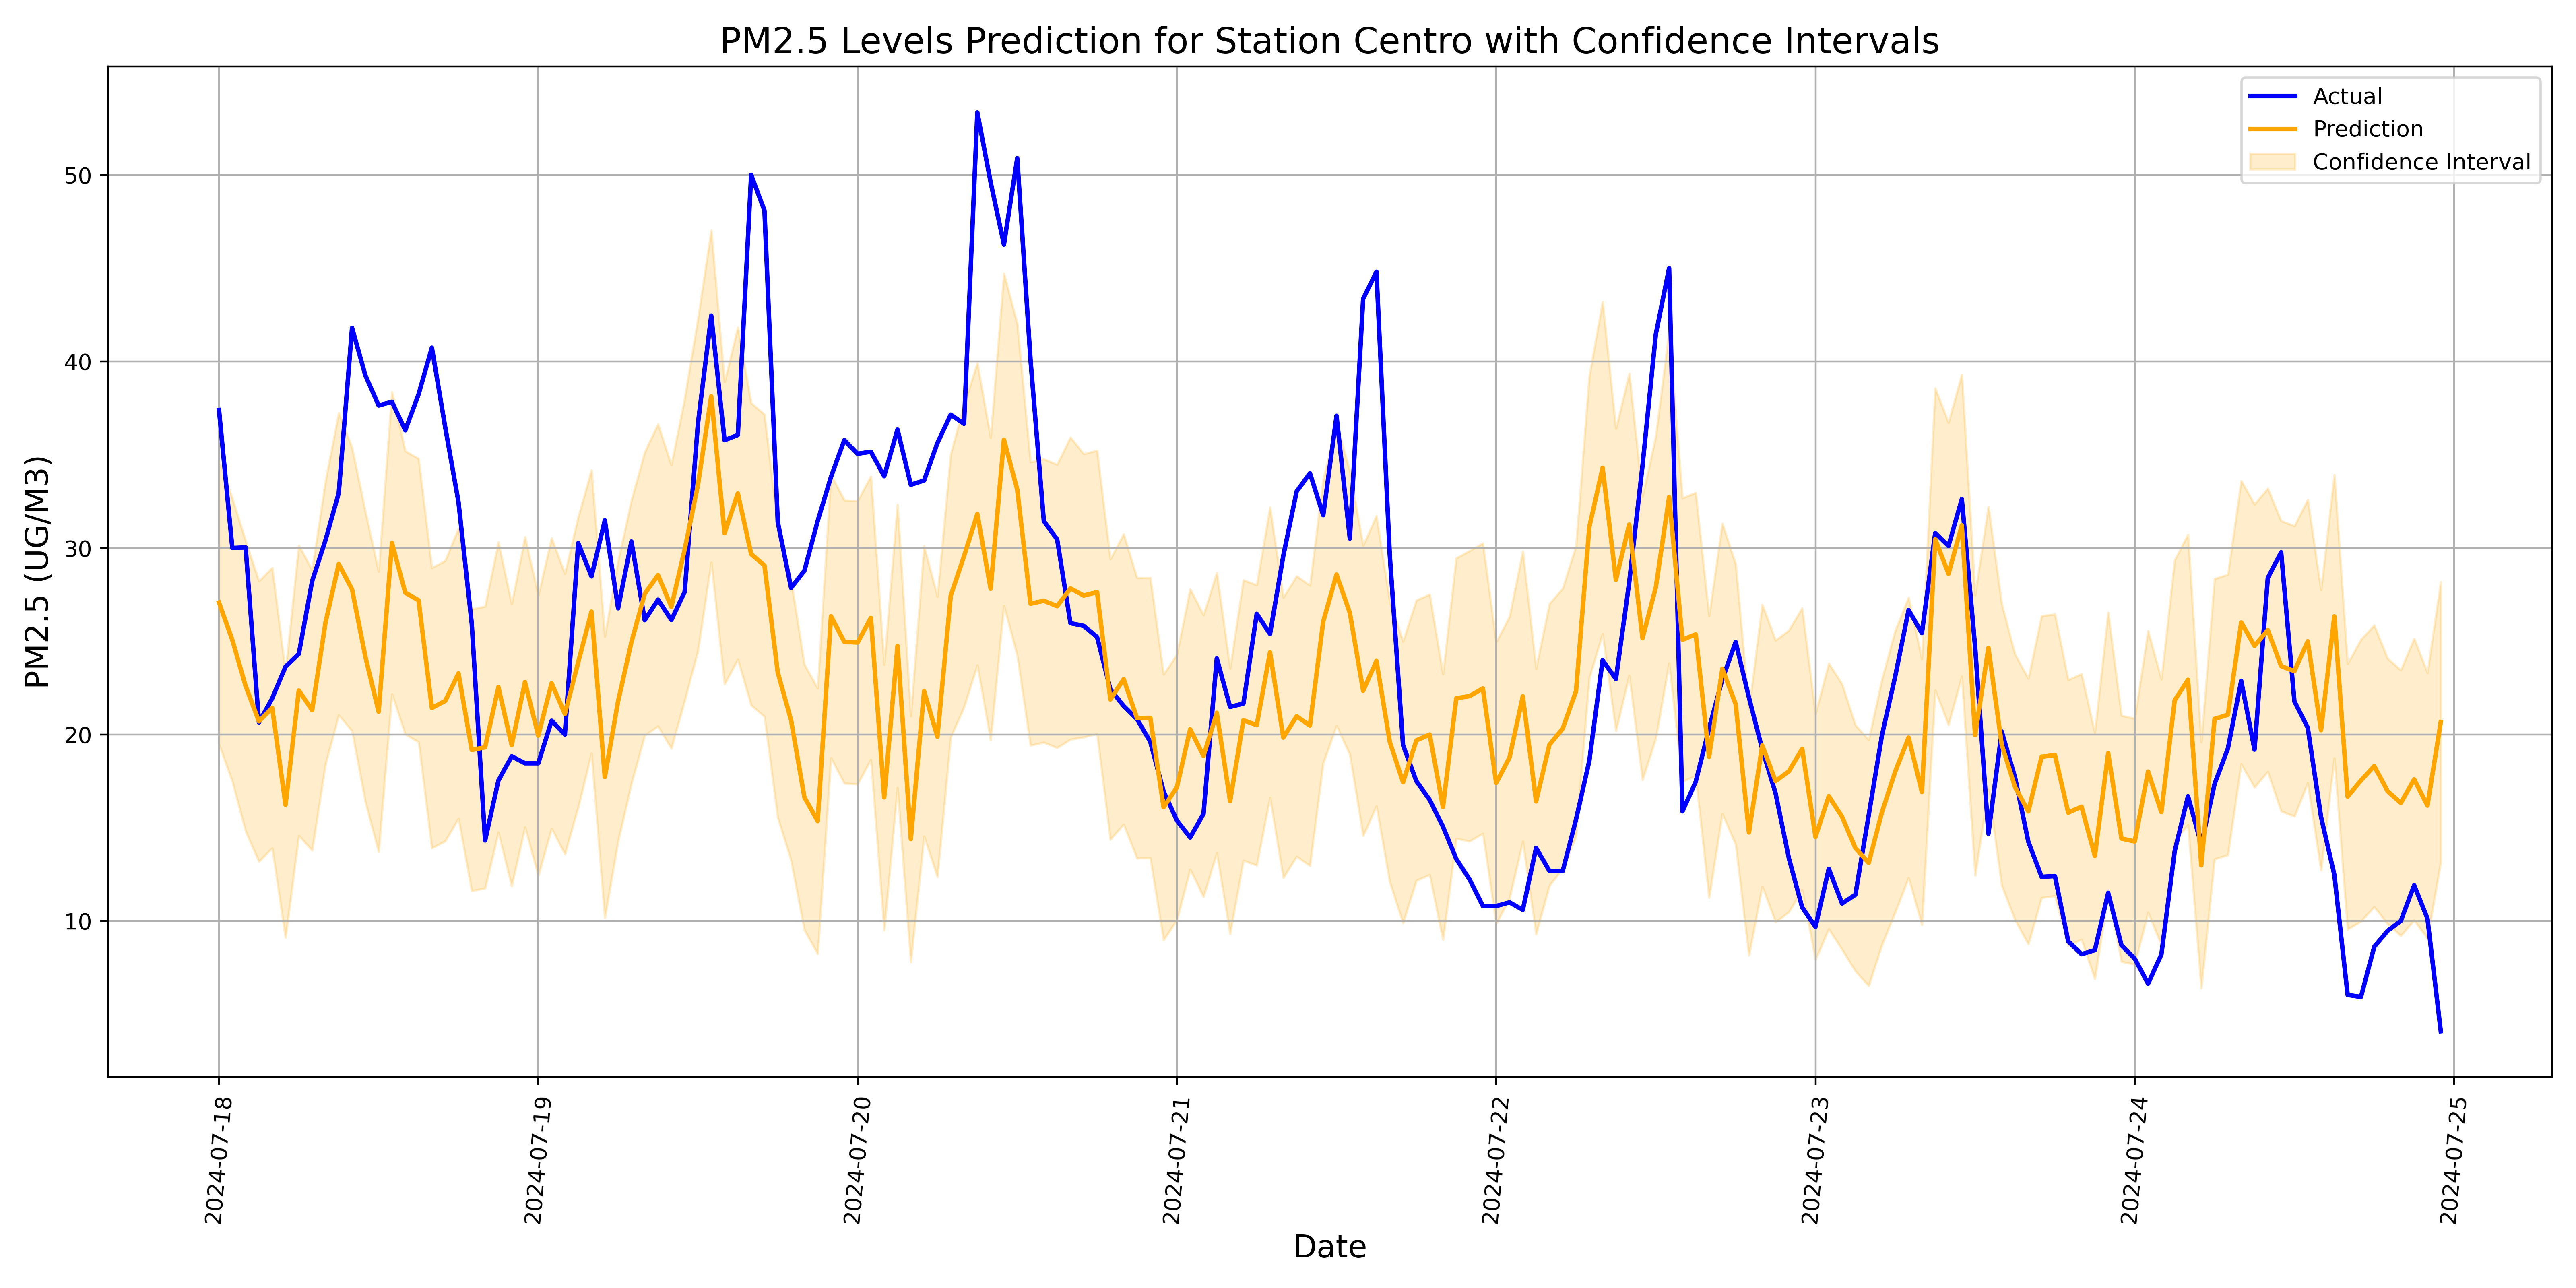 PM2.5 Levels Prediction for Station Centro with Confidence Intervals
Actual
Prediction
Confidence Interval
PM2.5 (UG/M3)
50
40
30
20
10
2024-07-18
2024-07-19
2024-07-20
2024-07-21
2024-07-22
2024-07-23
2024-07-24
2024-07-25
Date